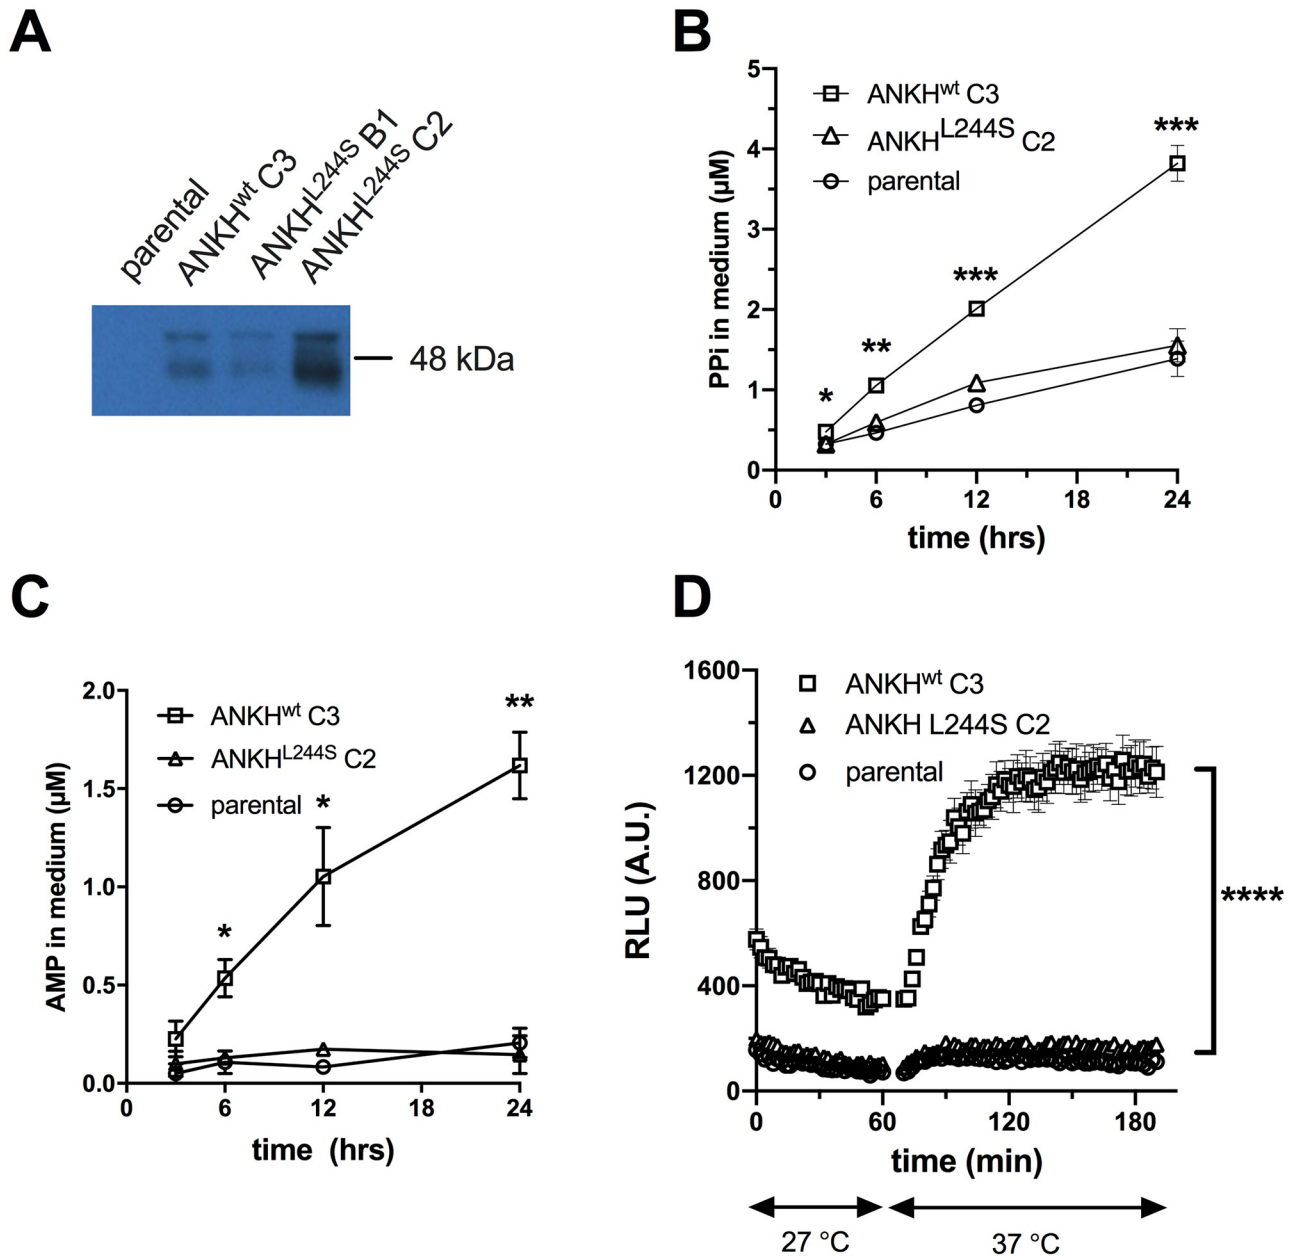 A
parental
ANKHwt C3
ANKHL244S B1
ANKHL244S C2
48 kDa
B
PPi in medium (µM)
5
4
3
2
1
0
ANKHwt C3
ANKHL244S C2
parental
*
**
***
***
0 6 12 18 24
time (hrs)
C
AMP in medium (µM)
2.0
1.5
1.0
0.5
0.0
ANKHwt C3
ANKHL244S C2
parental
*
*
**
0 6 12 18 24
time (hrs)
D
RLU (A.U.)
1600
1200
800
400
0
ANKHwt C3
ANKH L244S C2
parental
****
0 60 120 180
time (min)
27 °C 37 °C